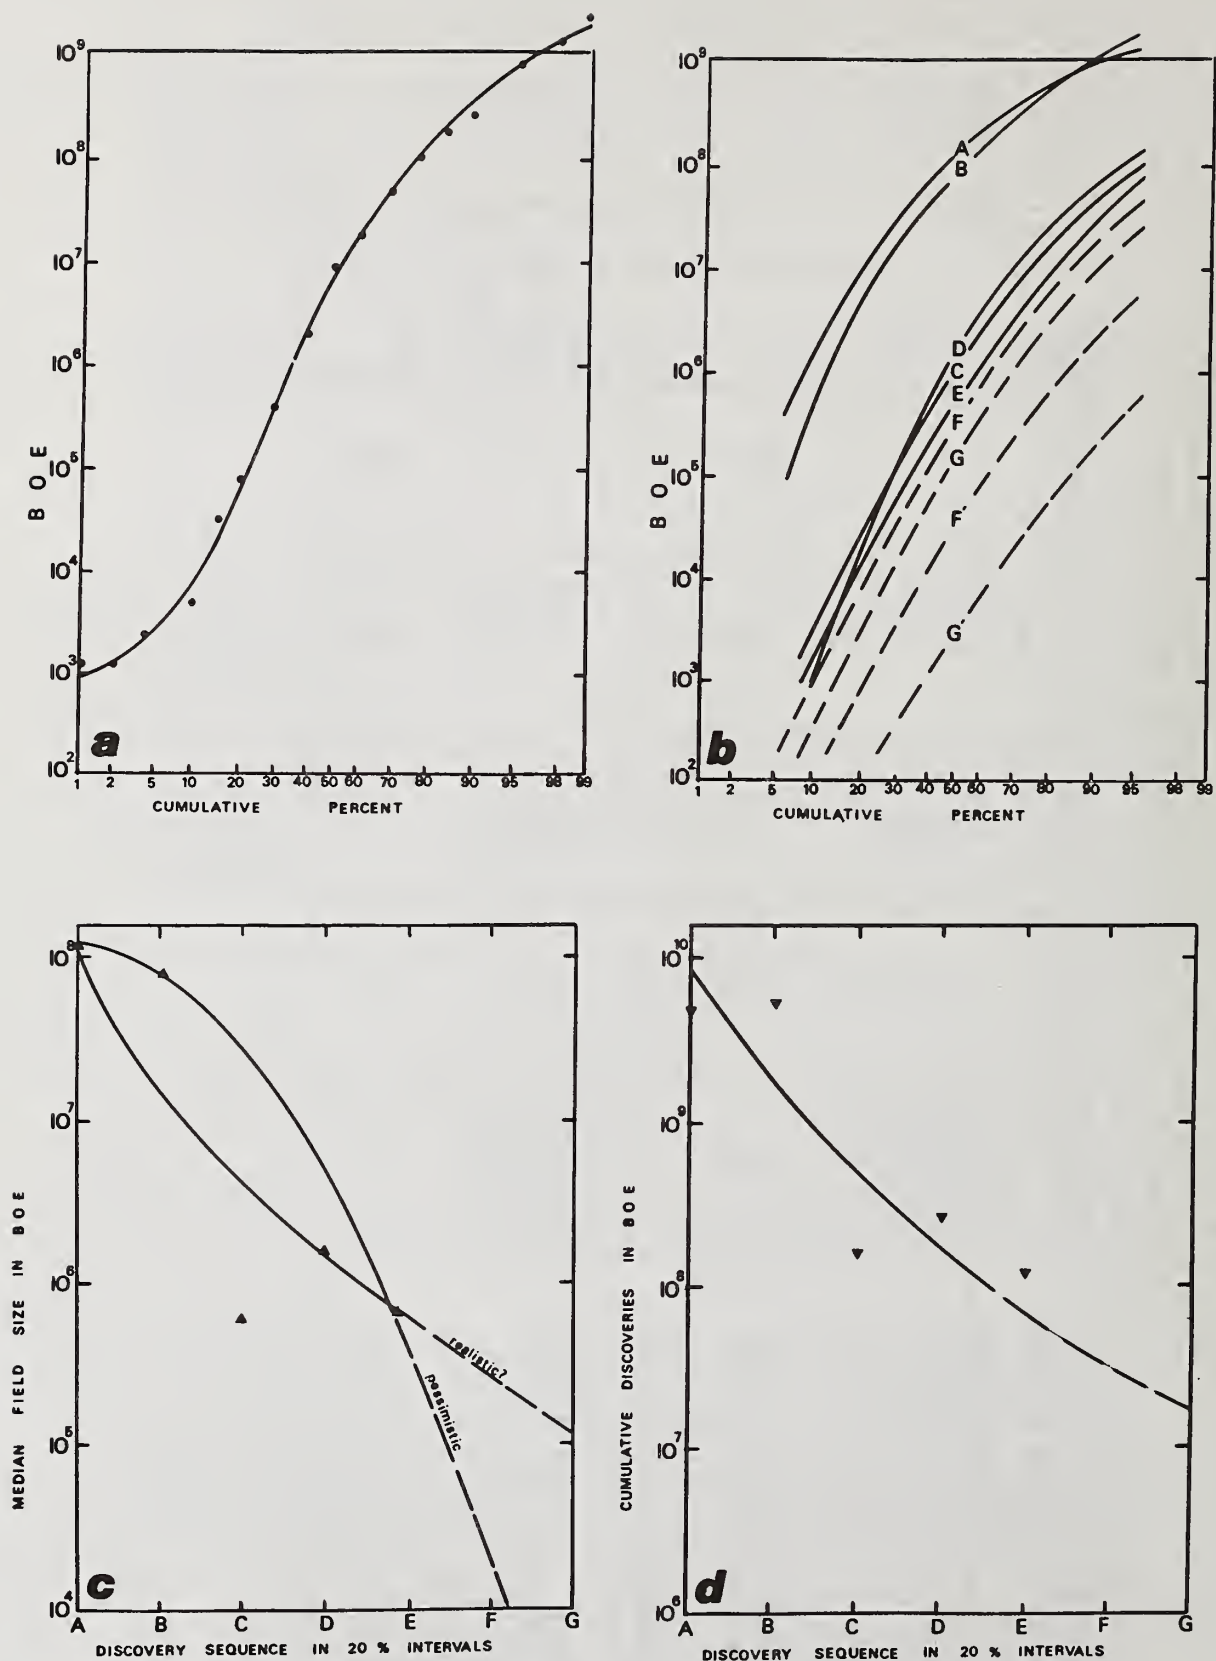 10⁹
10⁸
10⁷
10⁶
10⁵
10⁴
10³
10²
B O E
a
1 2 5 10 20 30 40 50 60 70 80 90 95 98 99
CUMULATIVE PERCENT
10⁹
10⁸
10⁷
10⁶
10⁵
10⁴
10³
10²
B O E
A
B
D
C
E
F
G
F'
G'
b
1 2 5 10 20 30 40 50 60 70 80 90 95 98 99
CUMULATIVE PERCENT
10⁸
10⁷
10⁶
10⁵
10⁴
MEDIAN FIELD SIZE IN BOE
realistic?
pessimistic
c
A B C D E F G
DISCOVERY SEQUENCE IN 20 % INTERVALS
10¹⁰
10⁹
10⁸
10⁷
10⁶
CUMULATIVE DISCOVERIES IN BOE
d
A B C D E F G
DISCOVERY SEQUENCE IN 20 % INTERVALS